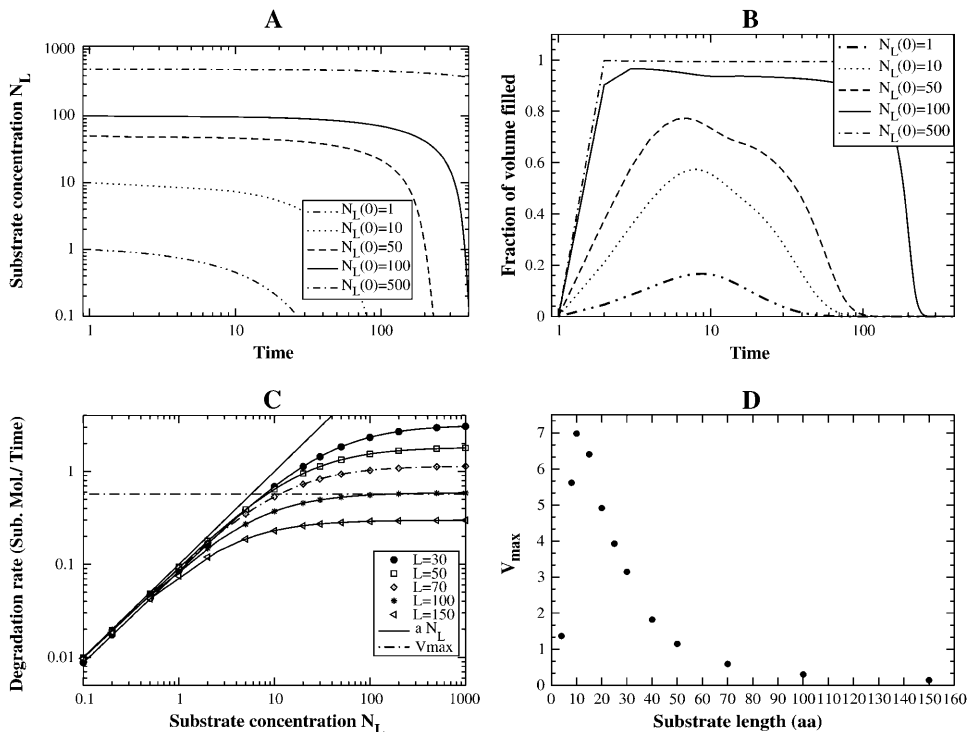 A
Substrate concentration N_L
1000
100
10
1
0.1
N_L(0)=1
N_L(0)=10
N_L(0)=50
N_L(0)=100
N_L(0)=500
1
10
100
Time
B
Fraction of volume filled
1
0.8
0.6
0.4
0.2
0
N_L(0)=1
N_L(0)=10
N_L(0)=50
N_L(0)=100
N_L(0)=500
1
10
100
Time
C
Degradation rate (Sub. Mol./ Time)
1
0.1
0.01
L=30
L=50
L=70
L=100
L=150
a N_L
Vmax
0.1
1
10
100
1000
Substrate concentration N_L
D
V_max
7
6
5
4
3
2
1
0
0 10 20 30 40 50 60 70 80 90 100 110 120 130 140 150 160
Substrate length (aa)